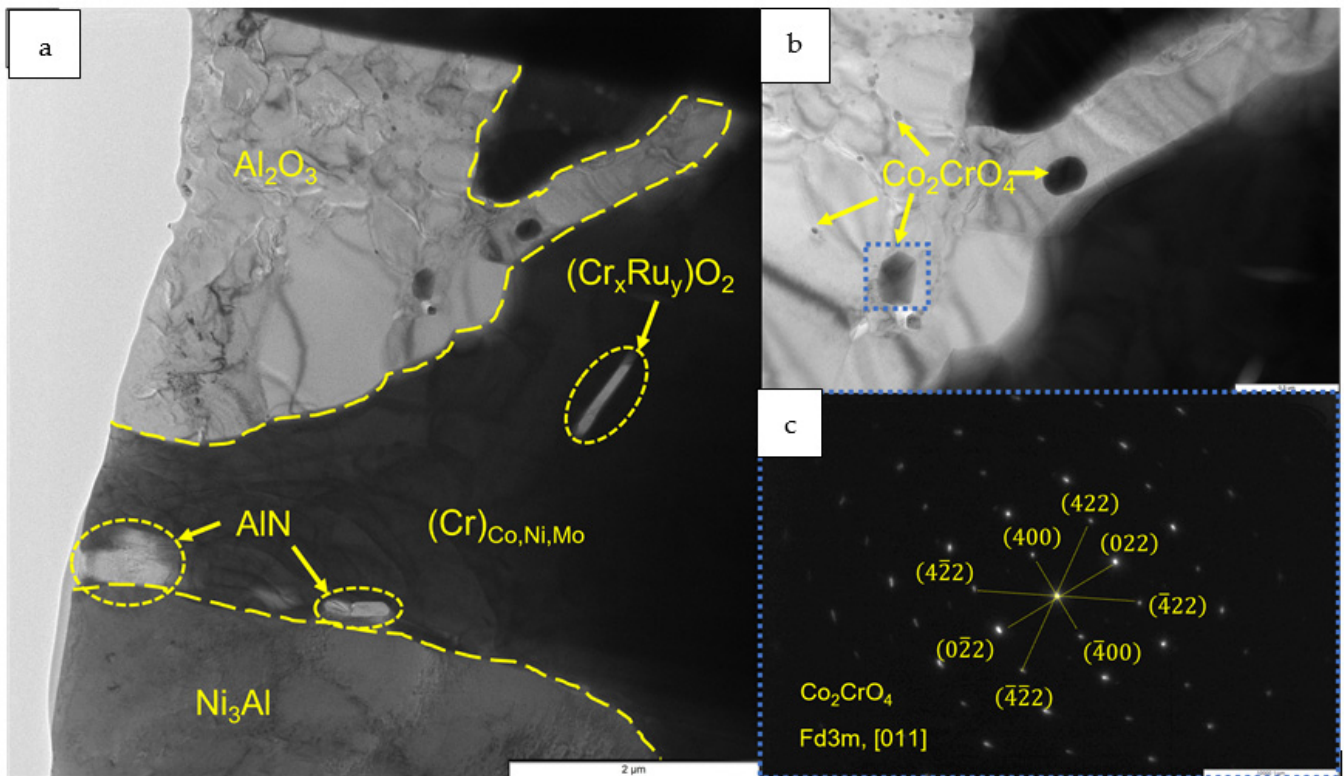 a
Al₂O₃
(CrₓRuᵧ)O₂
AlN
(Cr)Co,Ni,Mo
Ni₃Al
2 µm
b
Co₂CrO₄
c
(422)
(400)
(022)
(4̅22)
(4̅22)
(02̅2)
(4̅00)
(4̅2̅2)
Co₂CrO₄
Fd3m, [011]